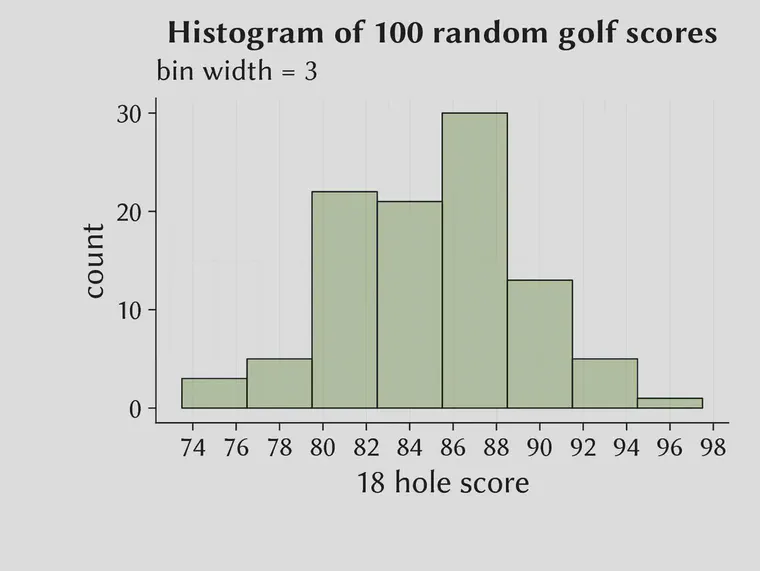 Histogram of 100 random golf scores
bin width = 3
30
20
10
0
count
74 76 78 80 82 84 86 88 90 92 94 96 98
18 hole score